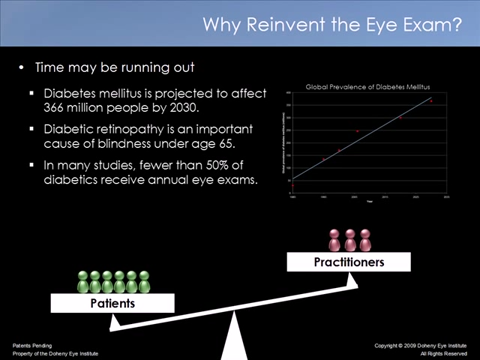 Why Reinvent the Eye Exam?
• Time may be running out
▪ Diabetes mellitus is projected to affect
366 million people by 2030.
▪ Diabetic retinopathy is an important
cause of blindness under age 65.
▪ In many studies, fewer than 50% of
diabetics receive annual eye exams.
Global Prevalence of Diabetes Mellitus
Year
Practitioners
Patients
Patents Pending
Property of the Doheny Eye Institute
Copyright © 2009 Doheny Eye Institute
All Rights Reserved